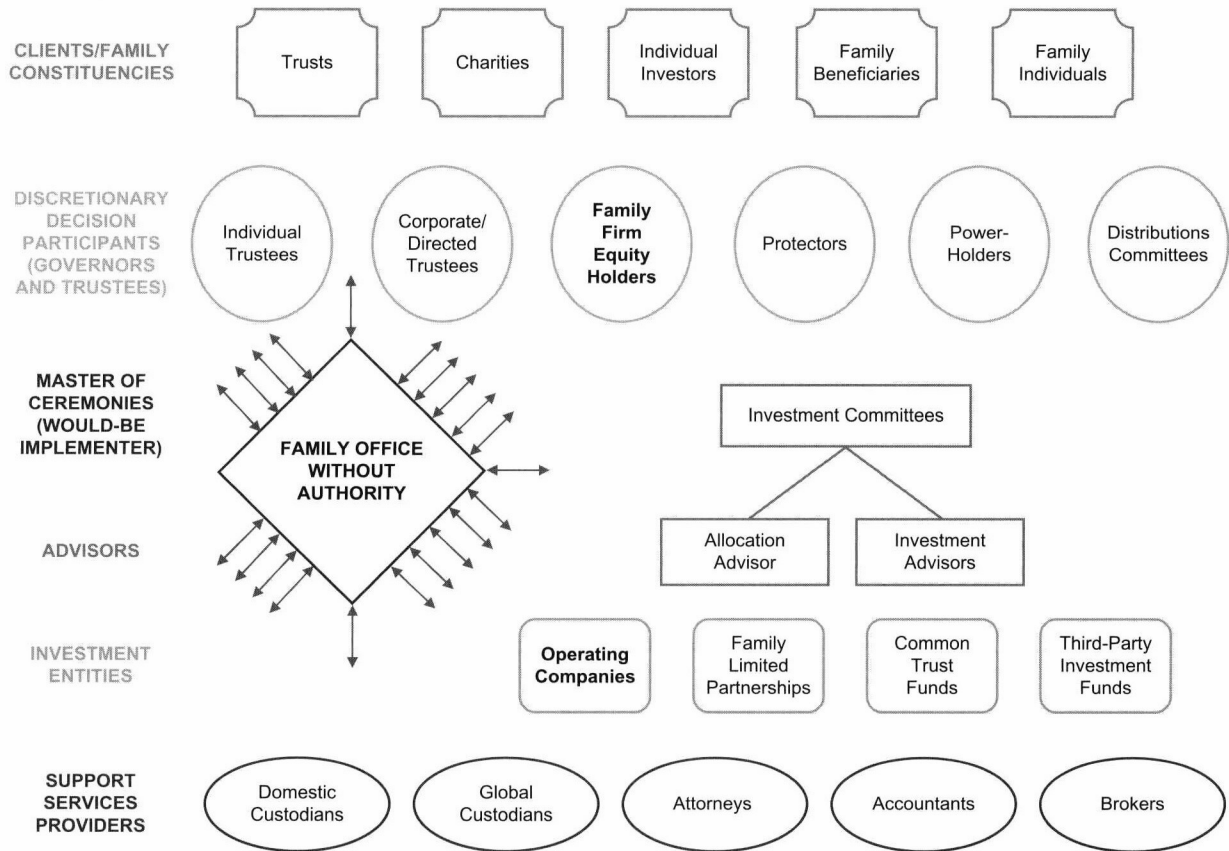 CLIENTS/FAMILY
CONSTITUENCIES
Trusts
Charities
Individual
Investors
Family
Beneficiaries
Family
Individuals
DISCRETIONARY
DECISION
PARTICIPANTS
(GOVERNORS
AND TRUSTEES)
Individual
Trustees
Corporate/
Directed
Trustees
Family
Firm
Equity
Holders
Protectors
Power-
Holders
Distributions
Committees
MASTER OF
CEREMONIES
(WOULD-BE
IMPLEMENTER)
FAMILY OFFICE
WITHOUT
AUTHORITY
Investment Committees
ADVISORS
Allocation
Advisor
Investment
Advisors
INVESTMENT
ENTITIES
Operating
Companies
Family
Limited
Partnerships
Common
Trust
Funds
Third-Party
Investment
Funds
SUPPORT
SERVICES
PROVIDERS
Domestic
Custodians
Global
Custodians
Attorneys
Accountants
Brokers